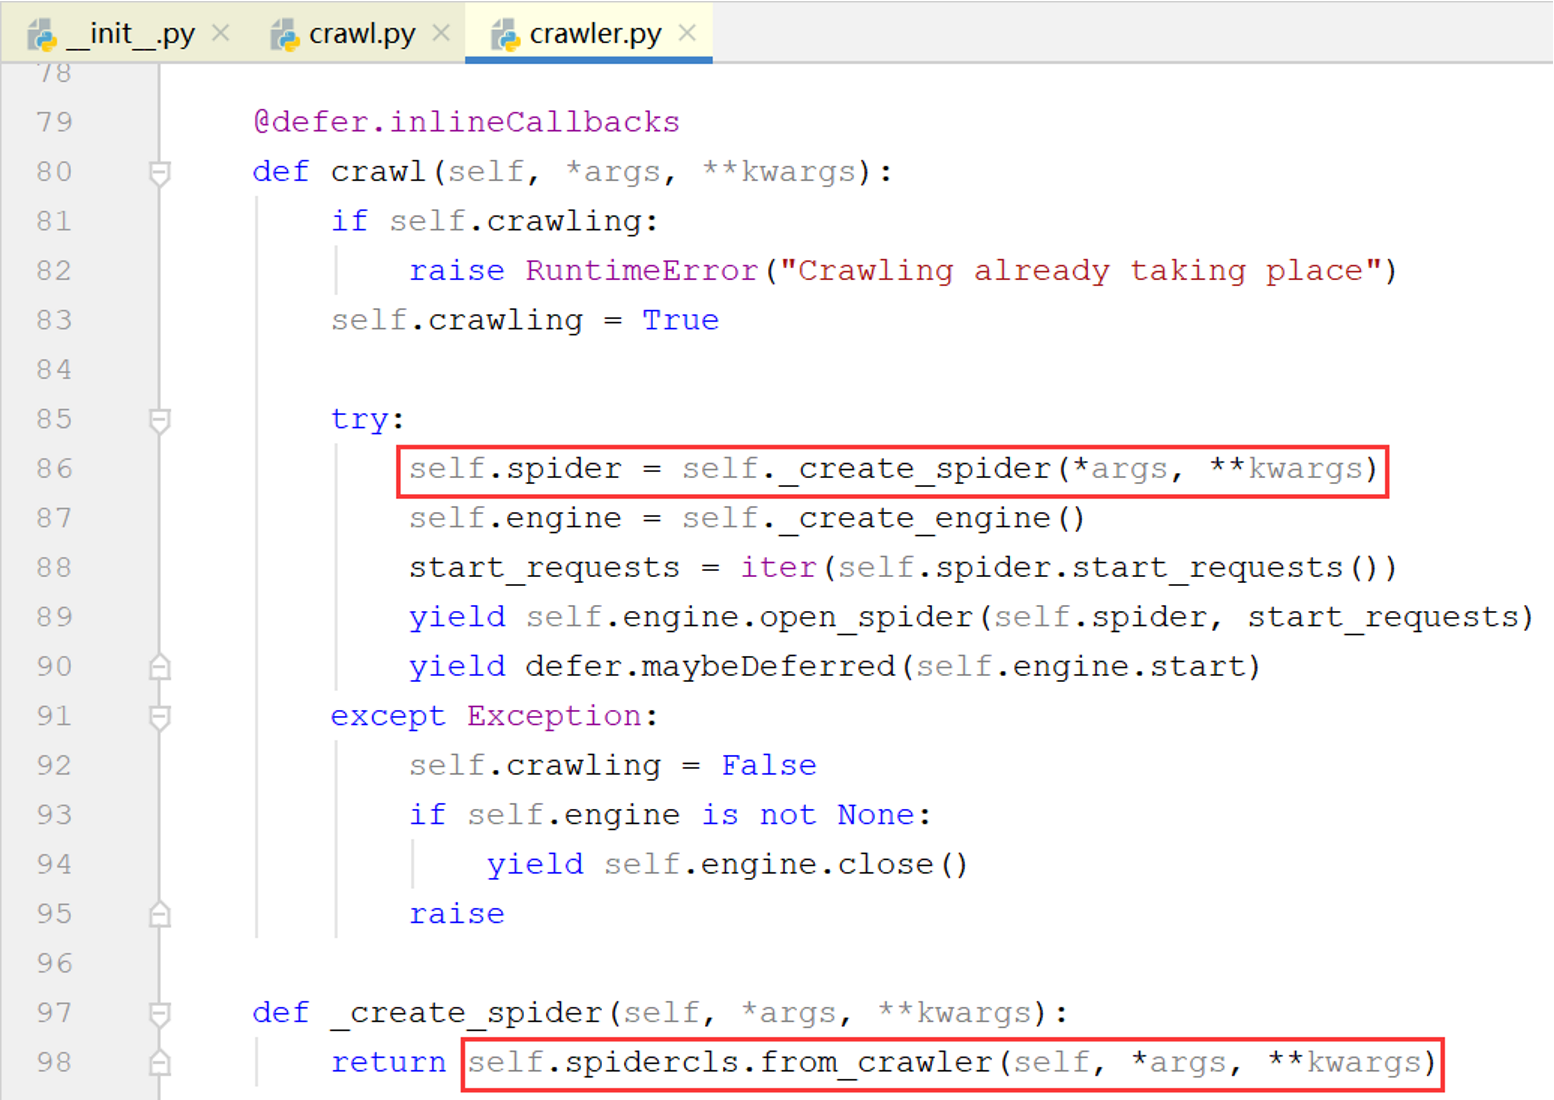 __init__.py crawl.py crawler.py
78
79 @defer.inlineCallbacks
80 def crawl(self, *args, **kwargs):
81 if self.crawling:
82 raise RuntimeError("Crawling already taking place")
83 self.crawling = True
84
85 try:
86 self.spider = self._create_spider(*args, **kwargs)
87 self.engine = self._create_engine()
88 start_requests = iter(self.spider.start_requests())
89 yield self.engine.open_spider(self.spider, start_requests)
90 yield defer.maybeDeferred(self.engine.start)
91 except Exception:
92 self.crawling = False
93 if self.engine is not None:
94 yield self.engine.close()
95 raise
96
97 def _create_spider(self, *args, **kwargs):
98 return self.spidercls.from_crawler(self, *args, **kwargs)